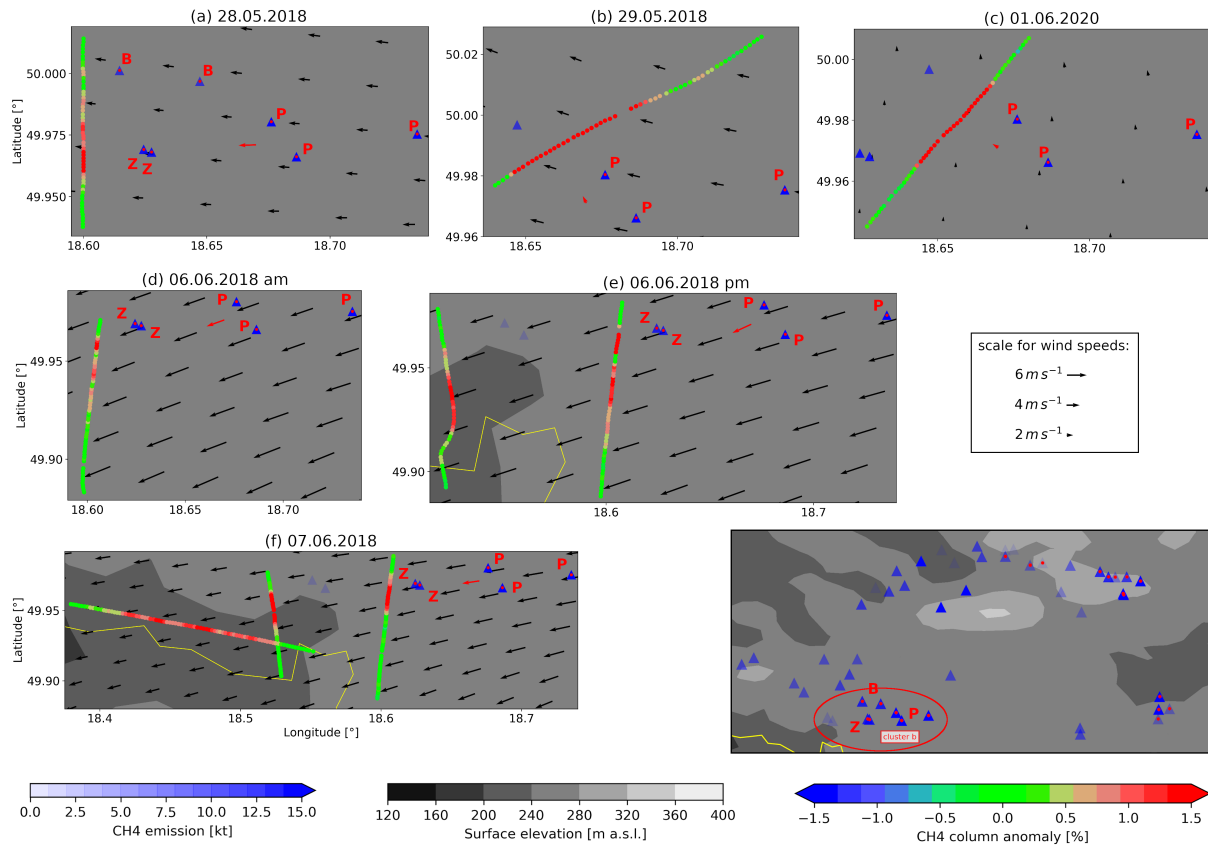 (a) 28.05.2018
(b) 29.05.2018
(c) 01.06.2020
Latitude [°]
50.000
49.975
49.950
18.60
18.65
18.70
B
B
P
P
P
Z
Z
50.02
50.00
49.98
49.96
18.65
18.70
P
P
P
50.00
49.98
49.96
18.65
18.70
P
P
P
(d) 06.06.2018 am
(e) 06.06.2018 pm
Latitude [°]
49.95
49.90
18.60
18.65
18.70
Z
Z
P
P
P
49.95
49.90
18.6
18.7
Z
Z
P
P
P
scale for wind speeds:
6 m s⁻¹
4 m s⁻¹
2 m s⁻¹
(f) 07.06.2018
Latitude [°]
49.95
49.90
18.4
18.5
18.6
18.7
Longitude [°]
Z
Z
P
P
P
B
P
Z
cluster b
0.0 2.5 5.0 7.5 10.0 12.5 15.0
CH4 emission [kt]
120 160 200 240 280 320 360 400
Surface elevation [m a.s.l.]
−1.5 −1.0 −0.5 0.0 0.5 1.0 1.5
CH4 column anomaly [%]